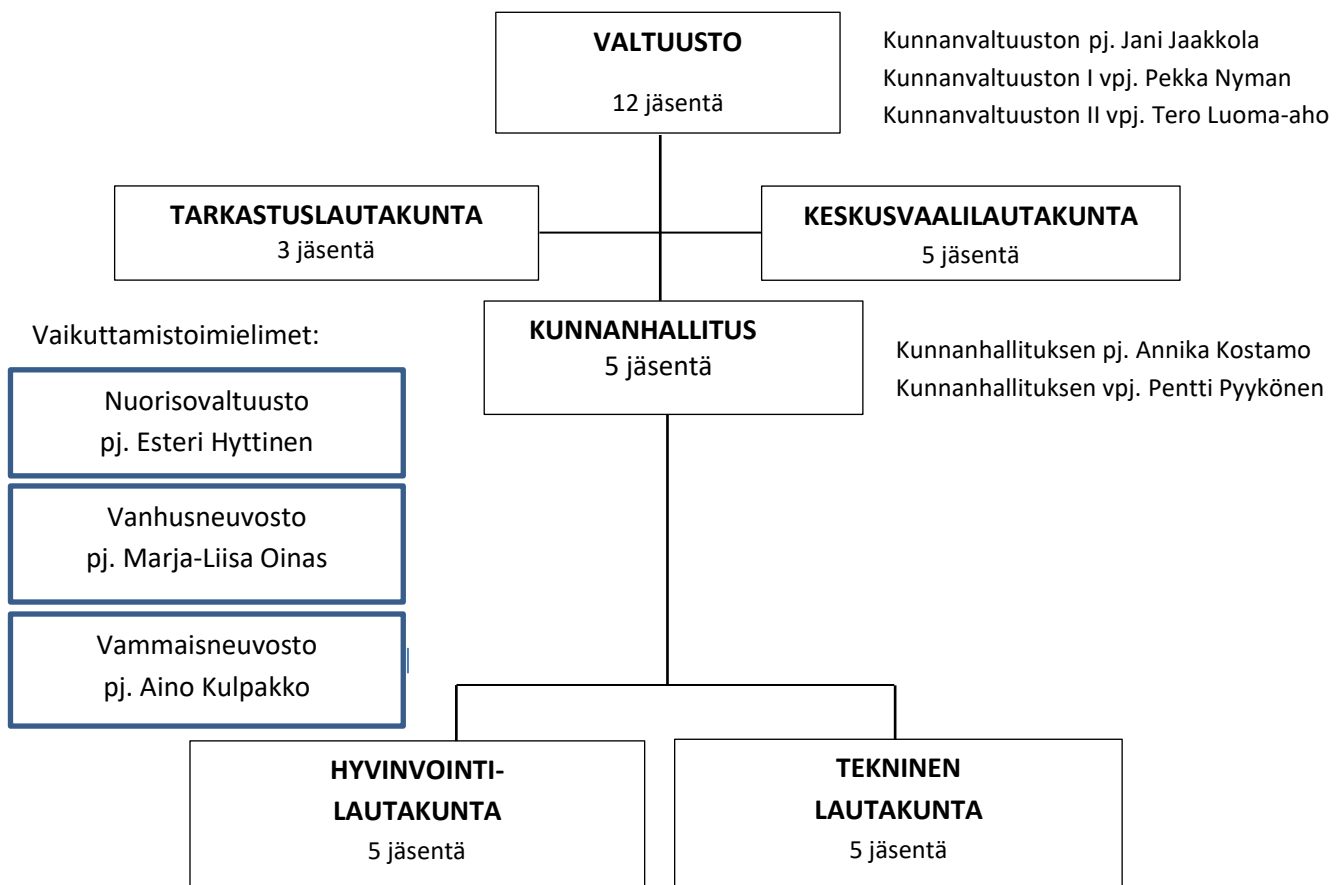 VALTUUSTO
12 jäsentä
Kunnanvaltuuston pj. Jani Jaakkola
Kunnanvaltuuston I vpj. Pekka Nyman
Kunnanvaltuuston II vpj. Tero Luoma-aho
TARKASTUSLAUTAKUNTA
3 jäsentä
KESKUSVAALILAUTAKUNTA
5 jäsentä
KUNNANHALLITUS
5 jäsentä
Kunnanhallituksen pj. Annika Kostamo
Kunnanhallituksen vpj. Pentti Pyykönen
Vaikuttamistoimielimet:
Nuorisovaltuusto
pj. Esteri Hyttinen
Vanhusneuvosto
pj. Marja-Liisa Oinas
Vammaisneuvosto
pj. Aino Kulpakko
HYVINVOINTI-
LAUTAKUNTA
5 jäsentä
TEKNINEN
LAUTAKUNTA
5 jäsentä